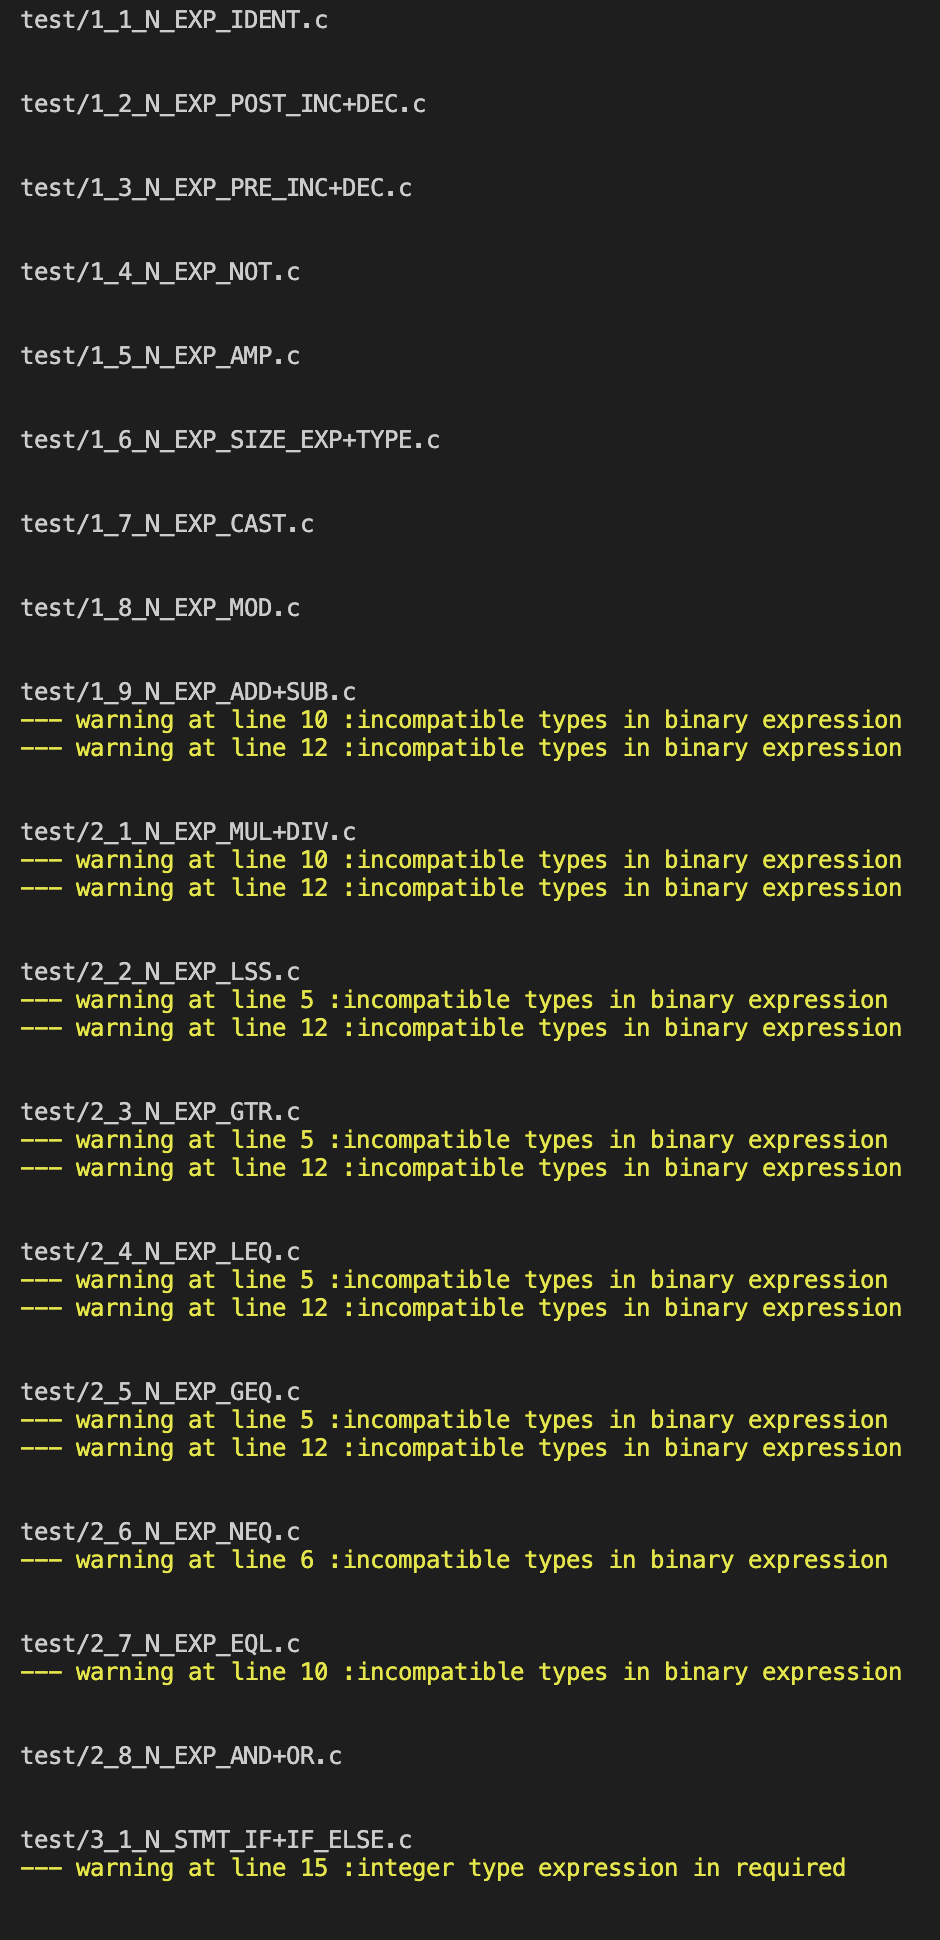 test/1_1_N_EXP_IDENT.c
test/1_2_N_EXP_POST_INC+DEC.c
test/1_3_N_EXP_PRE_INC+DEC.c
test/1_4_N_EXP_NOT.c
test/1_5_N_EXP_AMP.c
test/1_6_N_EXP_SIZE_EXP+TYPE.c
test/1_7_N_EXP_CAST.c
test/1_8_N_EXP_MOD.c
test/1_9_N_EXP_ADD+SUB.c
--- warning at line 10 :incompatible types in binary expression
--- warning at line 12 :incompatible types in binary expression
test/2_1_N_EXP_MUL+DIV.c
--- warning at line 10 :incompatible types in binary expression
--- warning at line 12 :incompatible types in binary expression
test/2_2_N_EXP_LSS.c
--- warning at line 5 :incompatible types in binary expression
--- warning at line 12 :incompatible types in binary expression
test/2_3_N_EXP_GTR.c
--- warning at line 5 :incompatible types in binary expression
--- warning at line 12 :incompatible types in binary expression
test/2_4_N_EXP_LEQ.c
--- warning at line 5 :incompatible types in binary expression
--- warning at line 12 :incompatible types in binary expression
test/2_5_N_EXP_GEQ.c
--- warning at line 5 :incompatible types in binary expression
--- warning at line 12 :incompatible types in binary expression
test/2_6_N_EXP_NEQ.c
--- warning at line 6 :incompatible types in binary expression
test/2_7_N_EXP_EQL.c
--- warning at line 10 :incompatible types in binary expression
test/2_8_N_EXP_AND+OR.c
test/3_1_N_STMT_IF+IF_ELSE.c
--- warning at line 15 :integer type expression in required